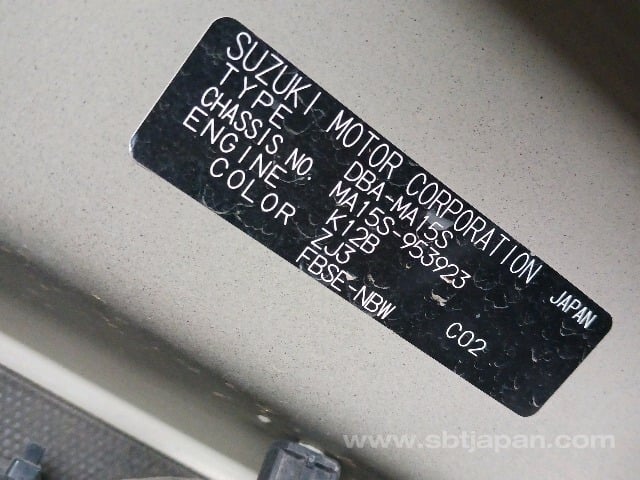 SUZUKI MOTOR CORPORATION JAPAN
TYPE DBA-MA15S
CHASSIS NO. MA15S-953923
ENGINE K12B
COLOR ZJ3
FBSE-NBW C02
www.sbtjapan.com